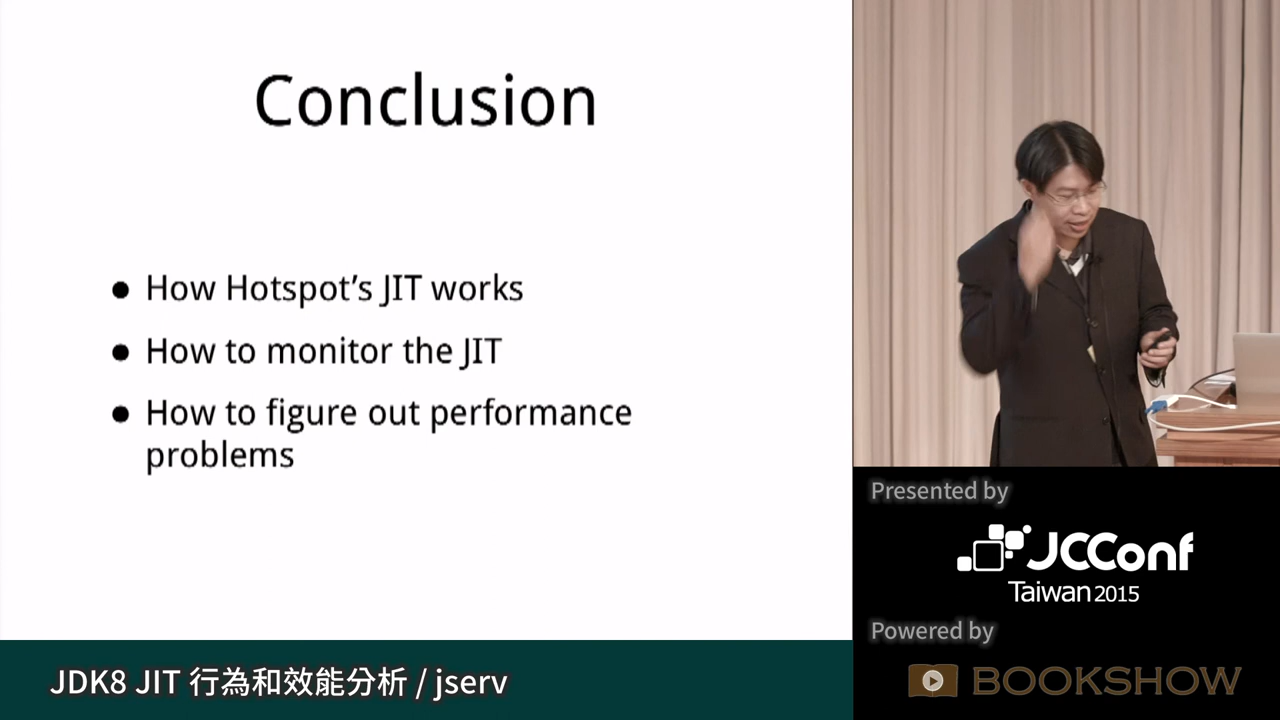 Conclusion
● How Hotspot’s JIT works
● How to monitor the JIT
● How to figure out performance
problems
Presented by
JCConf
Taiwan 2015
Powered by
BOOKSHOW
JDK8 JIT 行為和效能分析 / jserv